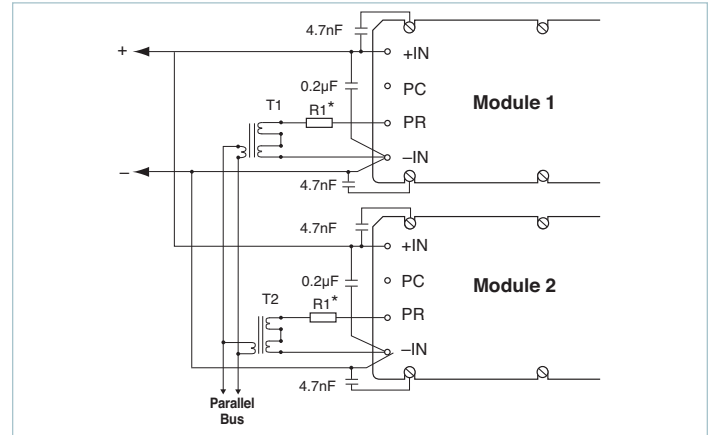 4.7nF
+
+IN
0.2µF
PC
T1
R1*
Module 1
PR
–IN
–
4.7nF
4.7nF
+IN
0.2µF
PC
T2
R1*
Module 2
PR
–IN
4.7nF
Parallel
Bus